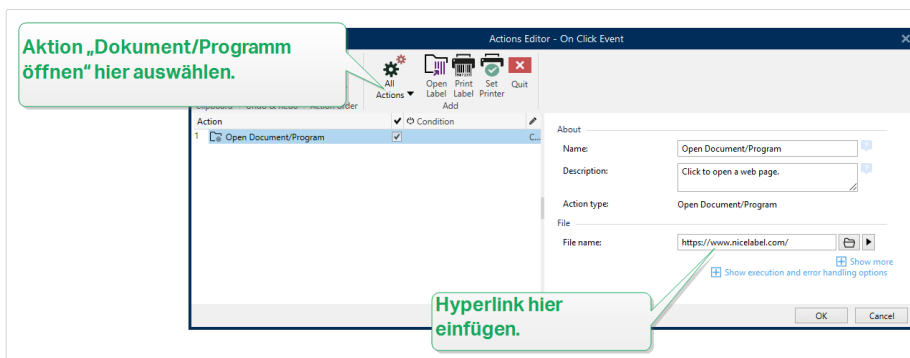 Actions Editor - On Click Event
Aktion „Dokument/Programm
öffnen“ hier auswählen.
All
Actions
Open
Label
Print
Label
Set
Printer
Quit
Clipboard
Undo & Redo
Action Order
Add
Action
Condition
1 Open Document/Program
C...
About
Name:
Open Document/Program
Description:
Click to open a web page.
Action type:
Open Document/Program
File
File name:
https://www.nicelabel.com/
Show more
Show execution and error handling options
Hyperlink hier
einfügen.
OK
Cancel